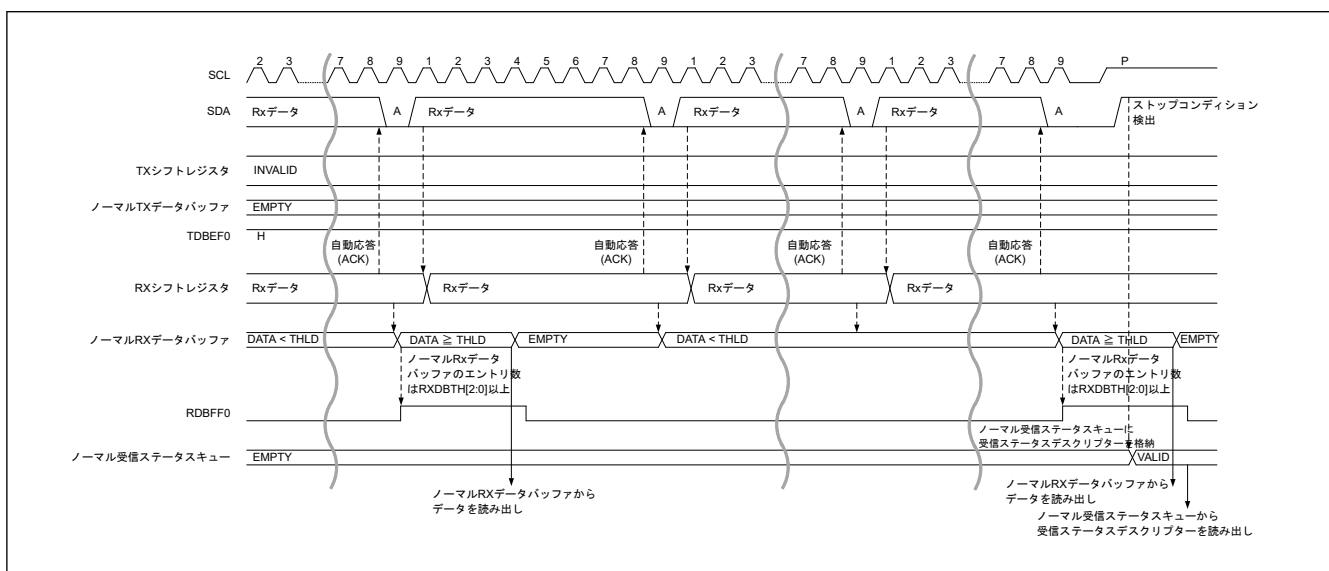 2 3 7 8 9 1 2 3 4 5 6 7 8 9 1 2 3 7 8 9 1 2 3 7 8 9 P
SCL
SDA Rxデータ A Rxデータ A Rxデータ A Rxデータ A
ストップコンディション
検出
TXシフトレジスタ INVALID
ノーマルTXデータバッファ EMPTY
TDBEF0 H
自動応答
(ACK)
自動応答
(ACK)
自動応答
(ACK)
自動応答
(ACK)
RXシフトレジスタ Rxデータ Rxデータ Rxデータ Rxデータ
ノーマルRXデータバッファ DATA < THLD DATA ≧ THLD EMPTY DATA < THLD DATA ≧ THLD EMPTY
ノーマルRxデータ
バッファのエントリ数
はRXDBTH[2:0]以上
ノーマルRxデータ
バッファのエントリ数
はRXDBTH[2:0]以上
RDBFF0
ノーマル受信ステータスキューに
受信ステータスデスクリプターを格納
ノーマル受信ステータスキュー EMPTY VALID
ノーマルRXデータバッファから
データを読み出し
ノーマルRXデータバッファから
データを読み出し
ノーマル受信ステータスキューから
受信ステータスデスクリプターを読み出し